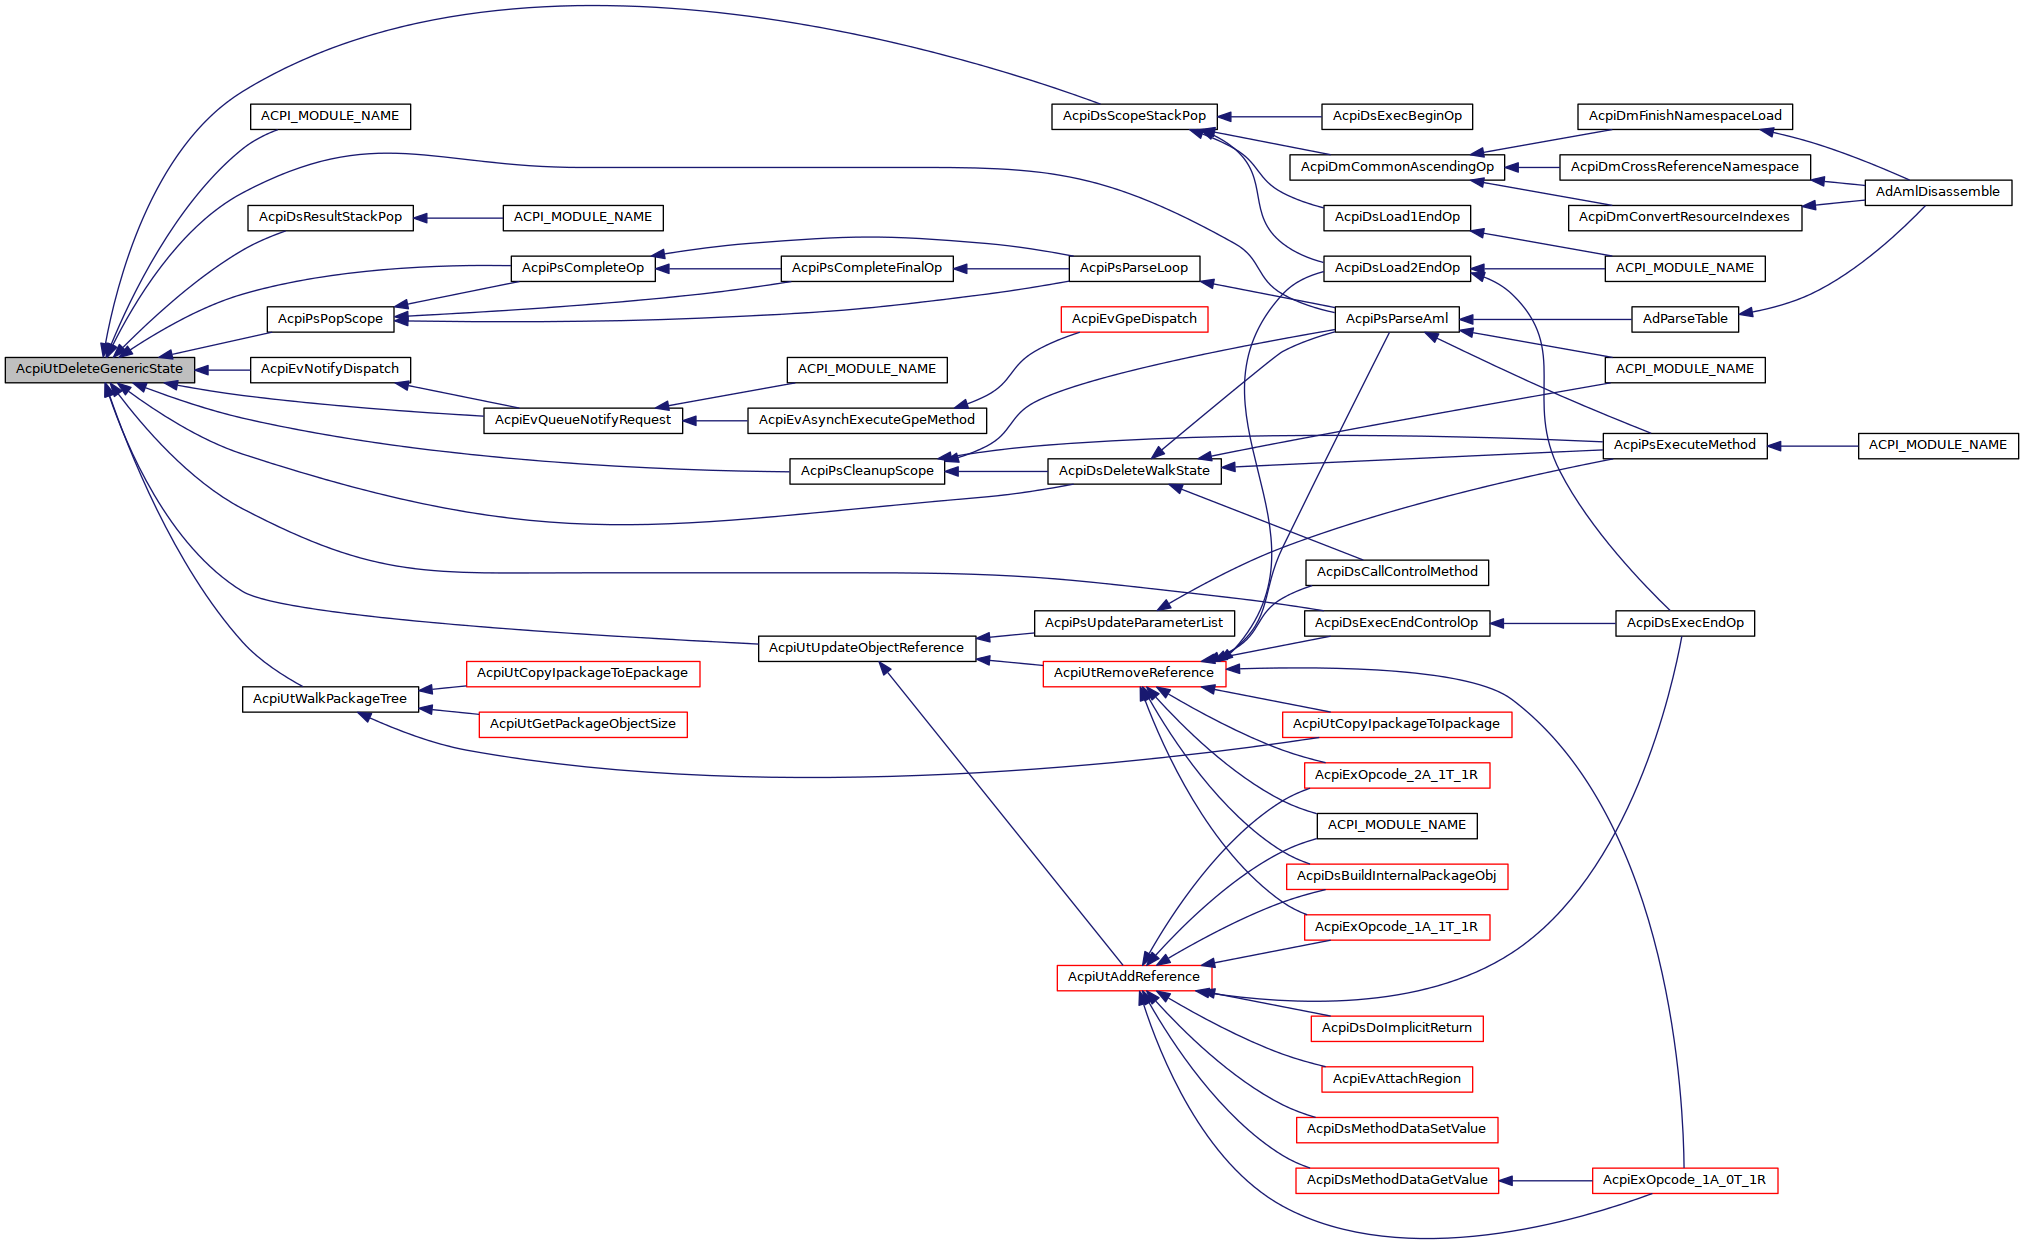 AcpiDsScopeStackPop
ACPI_MODULE_NAME
AcpiDsExecBeginOp
AcpiDmFinishNamespaceLoad
AcpiDmCommonAscendingOp
AcpiDmCrossReferenceNamespace
AdAmlDisassemble
AcpiDsResultStackPop
ACPI_MODULE_NAME
AcpiDsLoad1EndOp
AcpiDmConvertResourceIndexes
AcpiPsCompleteOp
AcpiPsCompleteFinalOp
AcpiPsParseLoop
AcpiDsLoad2EndOp
ACPI_MODULE_NAME
AcpiPsPopScope
AcpiEvGpeDispatch
AcpiPsParseAml
AdParseTable
AcpiUtDeleteGenericState
AcpiEvNotifyDispatch
ACPI_MODULE_NAME
ACPI_MODULE_NAME
AcpiEvQueueNotifyRequest
AcpiEvAsynchExecuteGpeMethod
AcpiPsExecuteMethod
ACPI_MODULE_NAME
AcpiPsCleanupScope
AcpiDsDeleteWalkState
AcpiDsCallControlMethod
AcpiPsUpdateParameterList
AcpiDsExecEndControlOp
AcpiDsExecEndOp
AcpiUtUpdateObjectReference
AcpiUtCopyIpackageToEpackage
AcpiUtRemoveReference
AcpiUtWalkPackageTree
AcpiUtGetPackageObjectSize
AcpiUtCopyIpackageToIpackage
AcpiExOpcode_2A_1T_1R
ACPI_MODULE_NAME
AcpiDsBuildInternalPackageObj
AcpiExOpcode_1A_1T_1R
AcpiUtAddReference
AcpiDsDoImplicitReturn
AcpiEvAttachRegion
AcpiDsMethodDataSetValue
AcpiDsMethodDataGetValue
AcpiExOpcode_1A_0T_1R